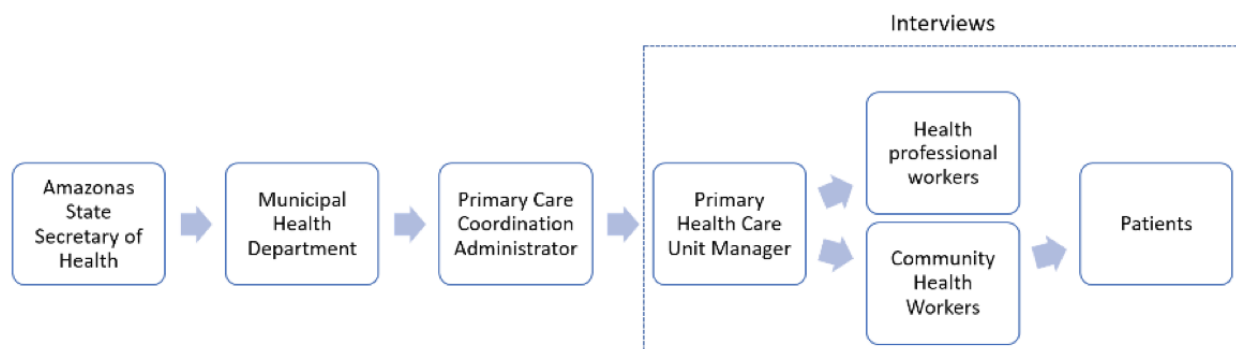 Interviews
Amazonas
State
Secretary of
Health
Municipal
Health
Department
Primary Care
Coordination
Administrator
Primary
Health Care
Unit Manager
Health
professional
workers
Community
Health
Workers
Patients